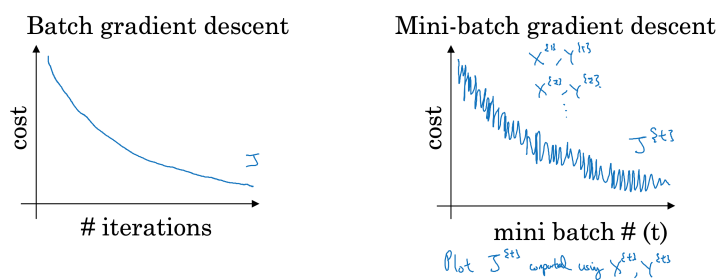 Batch gradient descent
cost
J
# iterations
Mini-batch gradient descent
X^{1}, Y^{1}
X^{2}, Y^{2}
⋮
cost
J^{t}
mini batch # (t)
Plot J^{t} computed using X^{t}, Y^{t}